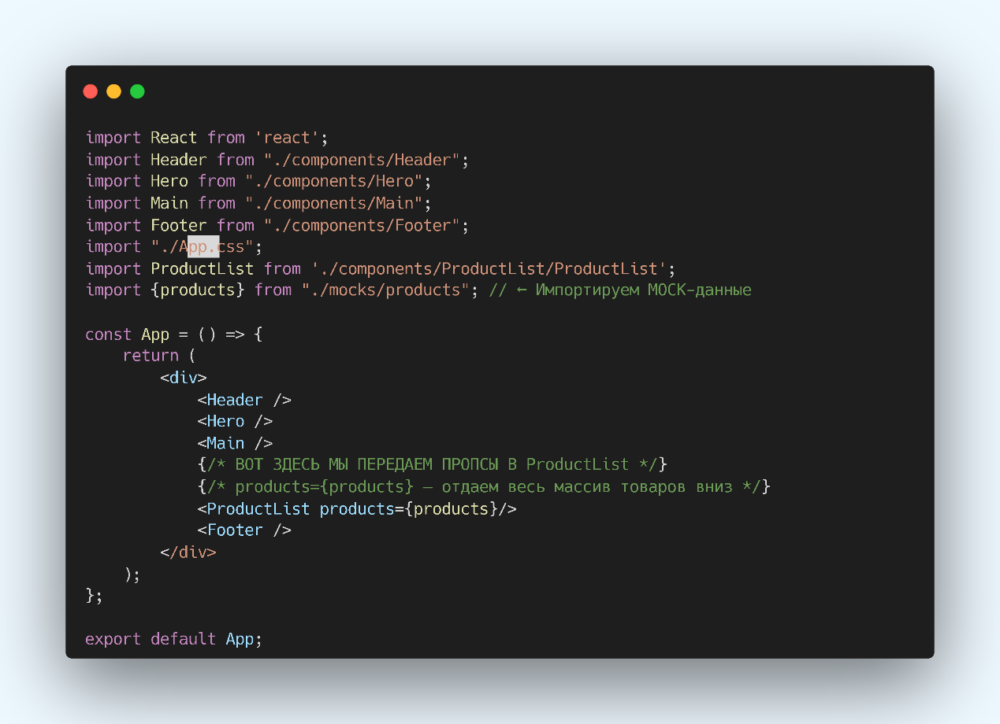 import React from 'react';
import Header from "./components/Header";
import Hero from "./components/Hero";
import Main from "./components/Main";
import Footer from "./components/Footer";
import "./App.css";
import ProductList from './components/ProductList/ProductList';
import {products} from "./mocks/products"; // ← Импортируем МОСК-данные
const App = () => {
    return (
        <div>
            <Header />
            <Hero />
            <Main />
            {/* ВОТ ЗДЕСЬ МЫ ПЕРЕДАЕМ ПРОПСЫ В ProductList */}
            {/* products={products} — отдаем весь массив товаров вниз */}
            <ProductList products={products}/>
            <Footer />
        </div>
    );
};
export default App;